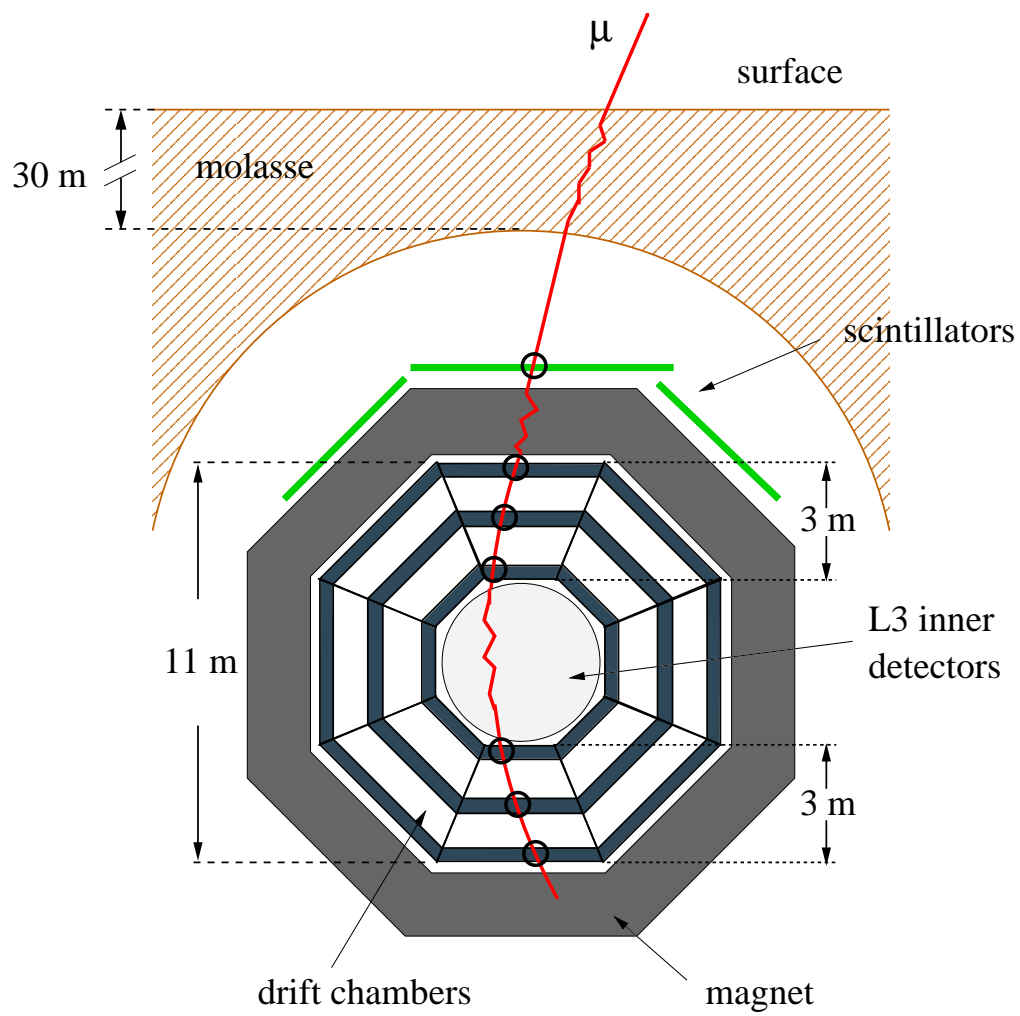 μ
surface
molasse
30 m
scintillators
3 m
L3 inner
detectors
11 m
3 m
drift chambers
magnet